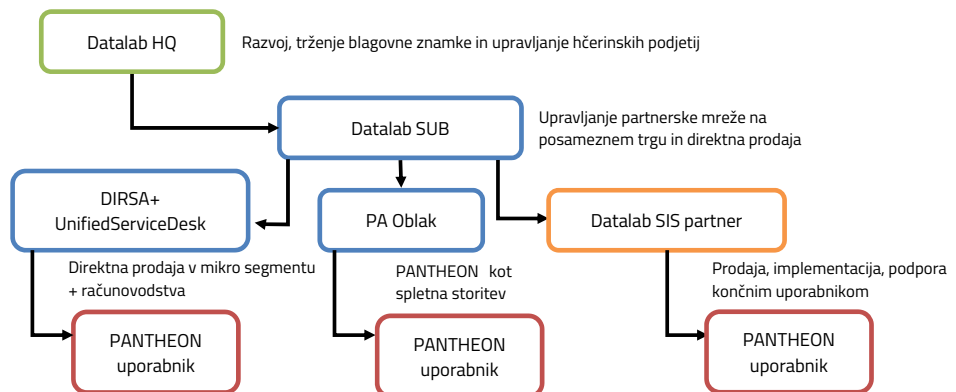 Datalab HQ
Razvoj, trženje blagovne znamke in upravljanje hčerinskih podjetij
Datalab SUB
Upravljanje partnerske mreže na
posameznem trgu in direktna prodaja
DIRSA+
UnifiedServiceDesk
PA Oblak
Datalab SIS partner
Direktna prodaja v mikro segmentu
+ računovodstva
PANTHEON kot
spletna storitev
Prodaja, implementacija, podpora
končnim uporabnikom
PANTHEON
uporabnik
PANTHEON
uporabnik
PANTHEON
uporabnik